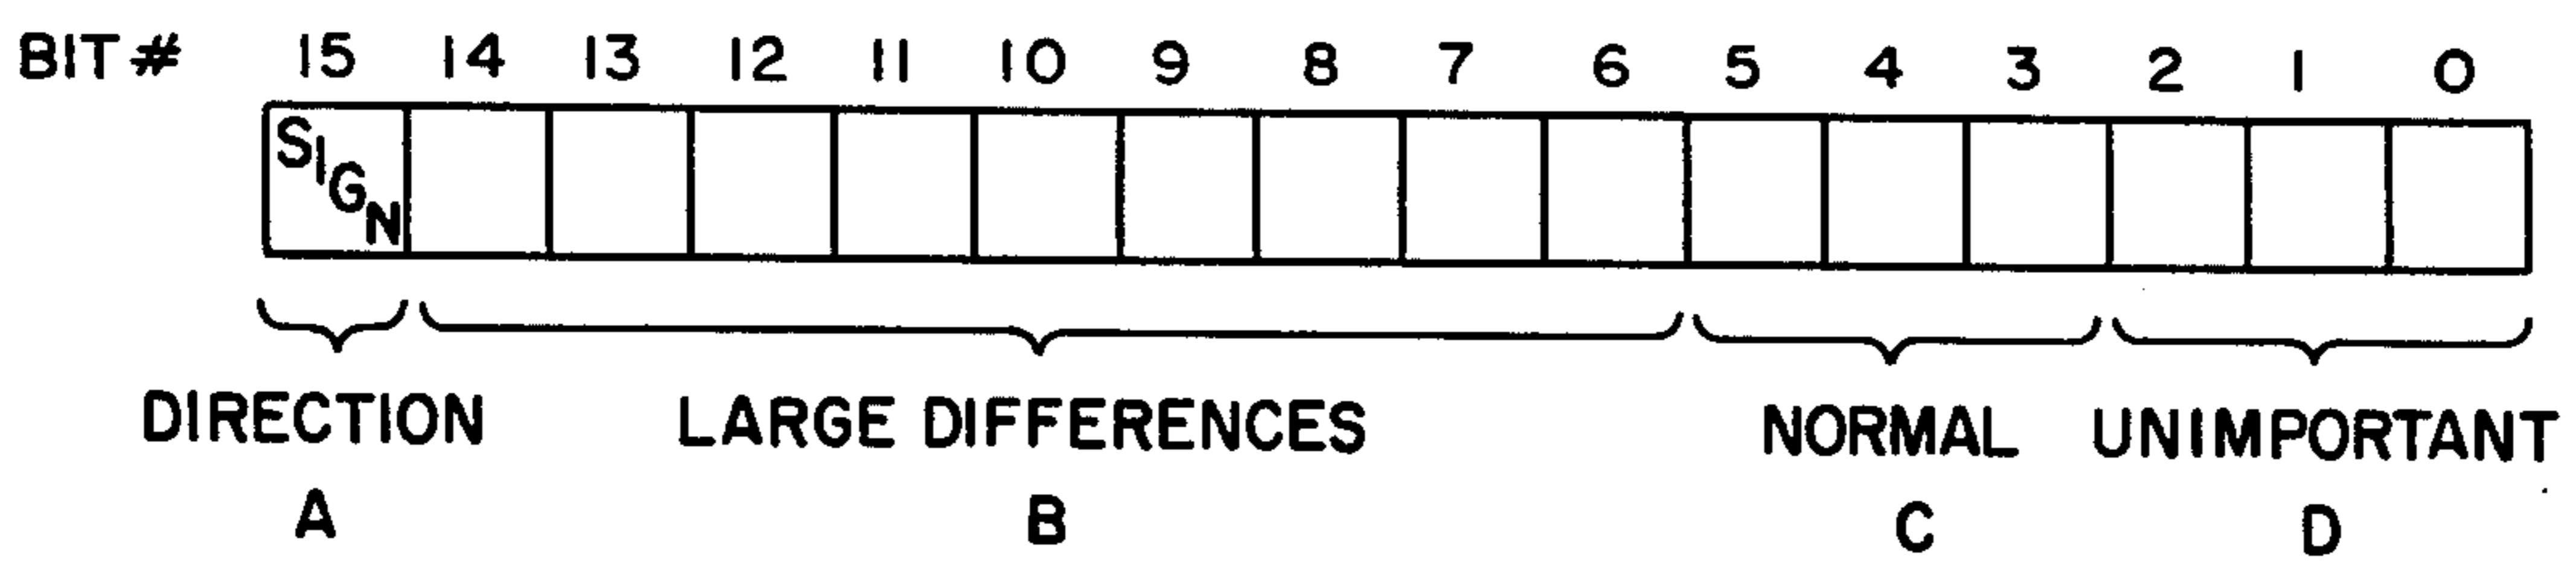 BIT # 15 14 13 12 11 10 9 8 7 6 5 4 3 2 1 0
SIGN
DIRECTION LARGE DIFFERENCES NORMAL UNIMPORTANT
A B C D